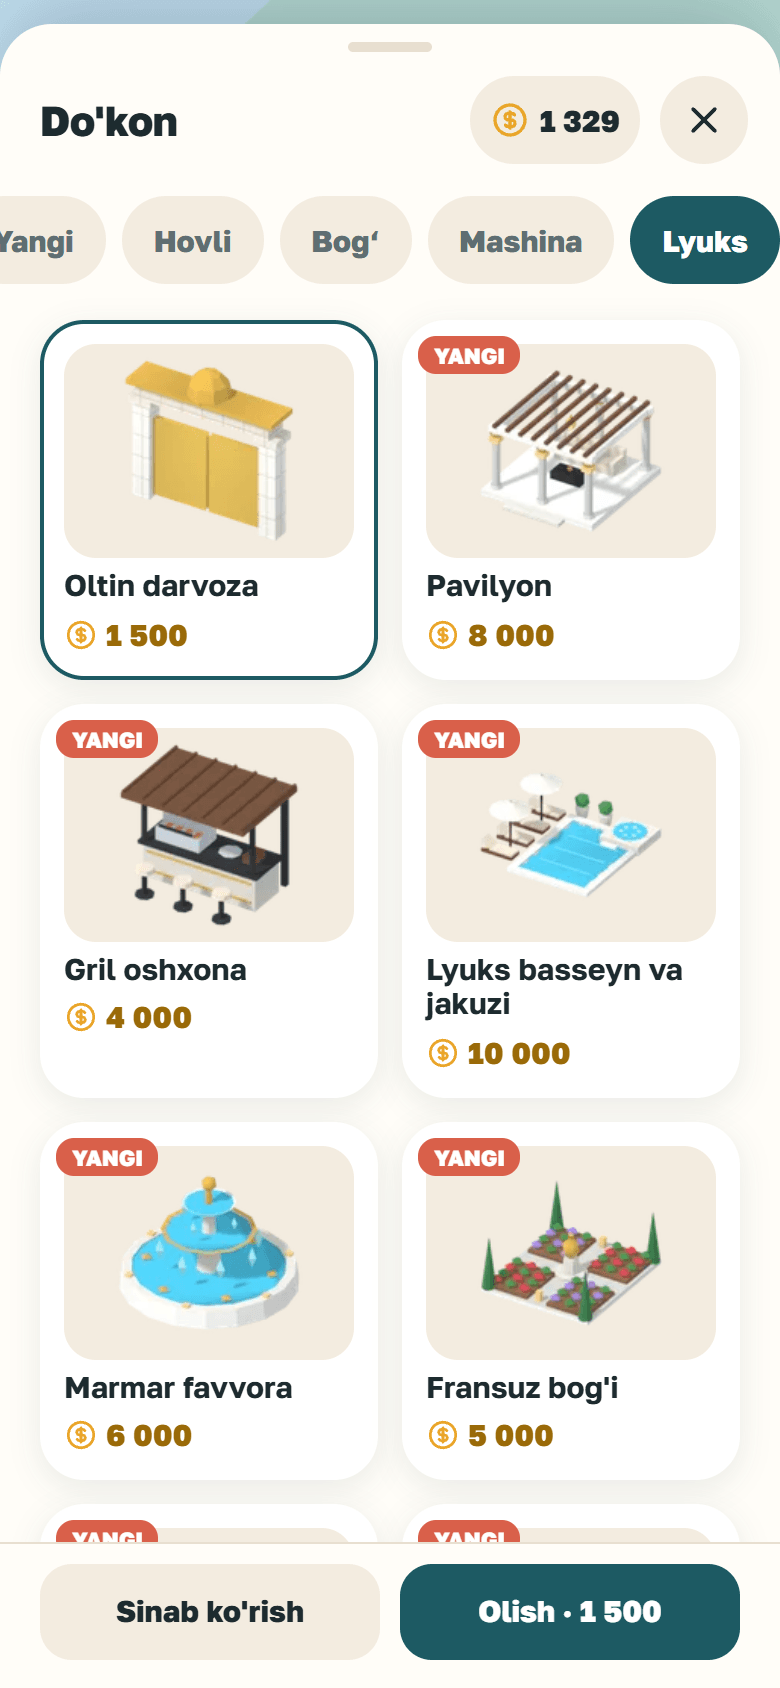 Do'kon
$ 1 329
Yangi Hovli Bog‘ Mashina Lyuks
Oltin darvoza
$ 1 500
YANGI
Pavilyon
$ 8 000
YANGI
Gril oshxona
$ 4 000
YANGI
Lyuks basseyn va
jakuzi
$ 10 000
YANGI
Marmar favvora
$ 6 000
YANGI
Fransuz bog'i
$ 5 000
YANGI
YANGI
Sinab ko'rish
Olish · 1 500